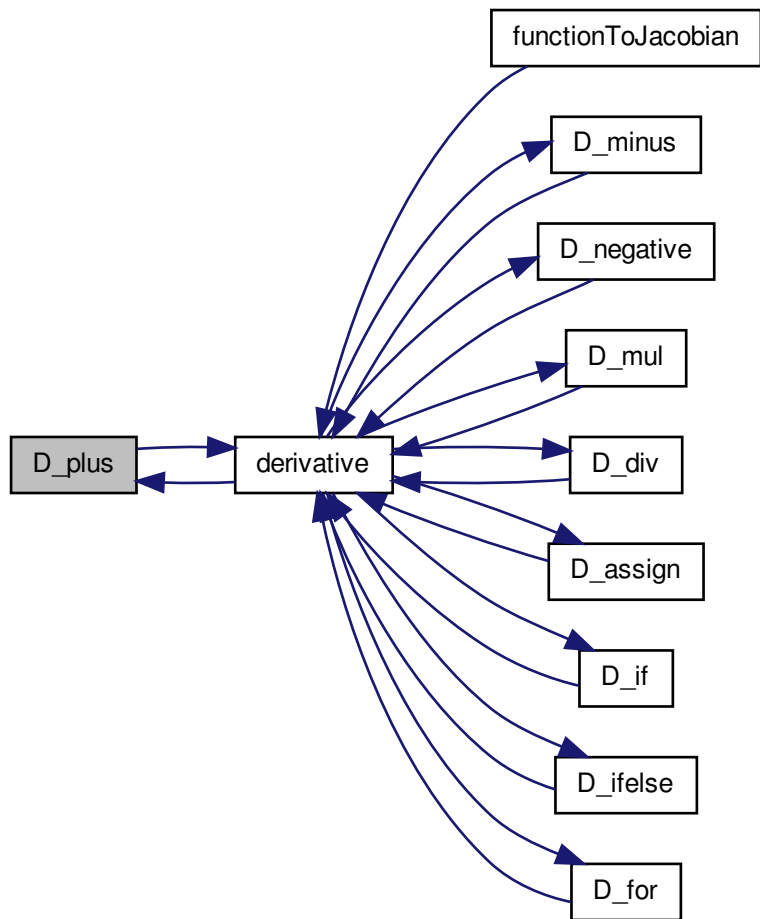 functionToJacobian
D_minus
D_negative
D_mul
D_plus
derivative
D_div
D_assign
D_if
D_ifelse
D_for